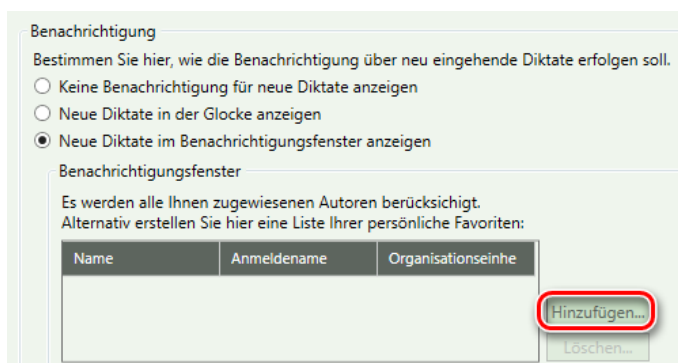 Benachrichtigung
Bestimmen Sie hier, wie die Benachrichtigung über neu eingehende Diktate erfolgen soll.
Keine Benachrichtigung für neue Diktate anzeigen
Neue Diktate in der Glocke anzeigen
Neue Diktate im Benachrichtigungsfenster anzeigen
Benachrichtigungsfenster
Es werden alle Ihnen zugewiesenen Autoren berücksichigt.
Alternativ erstellen Sie hier eine Liste Ihrer persönliche Favoriten:
Name Anmeldename Organisationseinhe
Hinzufügen...
Löschen...